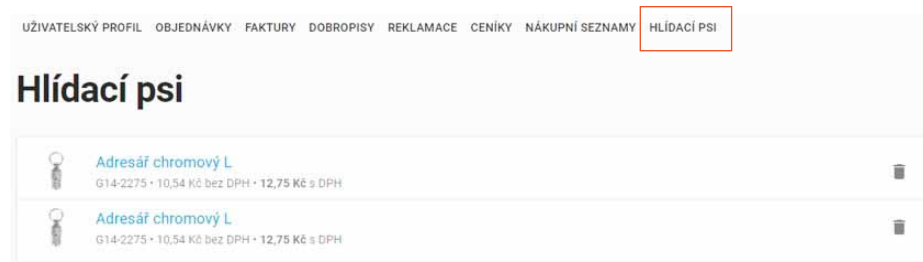 UŽIVATELSKÝ PROFIL OBJEDNÁVKY FAKTURY DOBROPISY REKLAMACE CENÍKY NÁKUPNÍ SEZNAMY HLÍDACÍ PSI
Hlídací psi
Adresář chromový L
G14-2275 • 10,54 Kč bez DPH • 12,75 Kč s DPH
Adresář chromový L
G14-2275 • 10,54 Kč bez DPH • 12,75 Kč s DPH